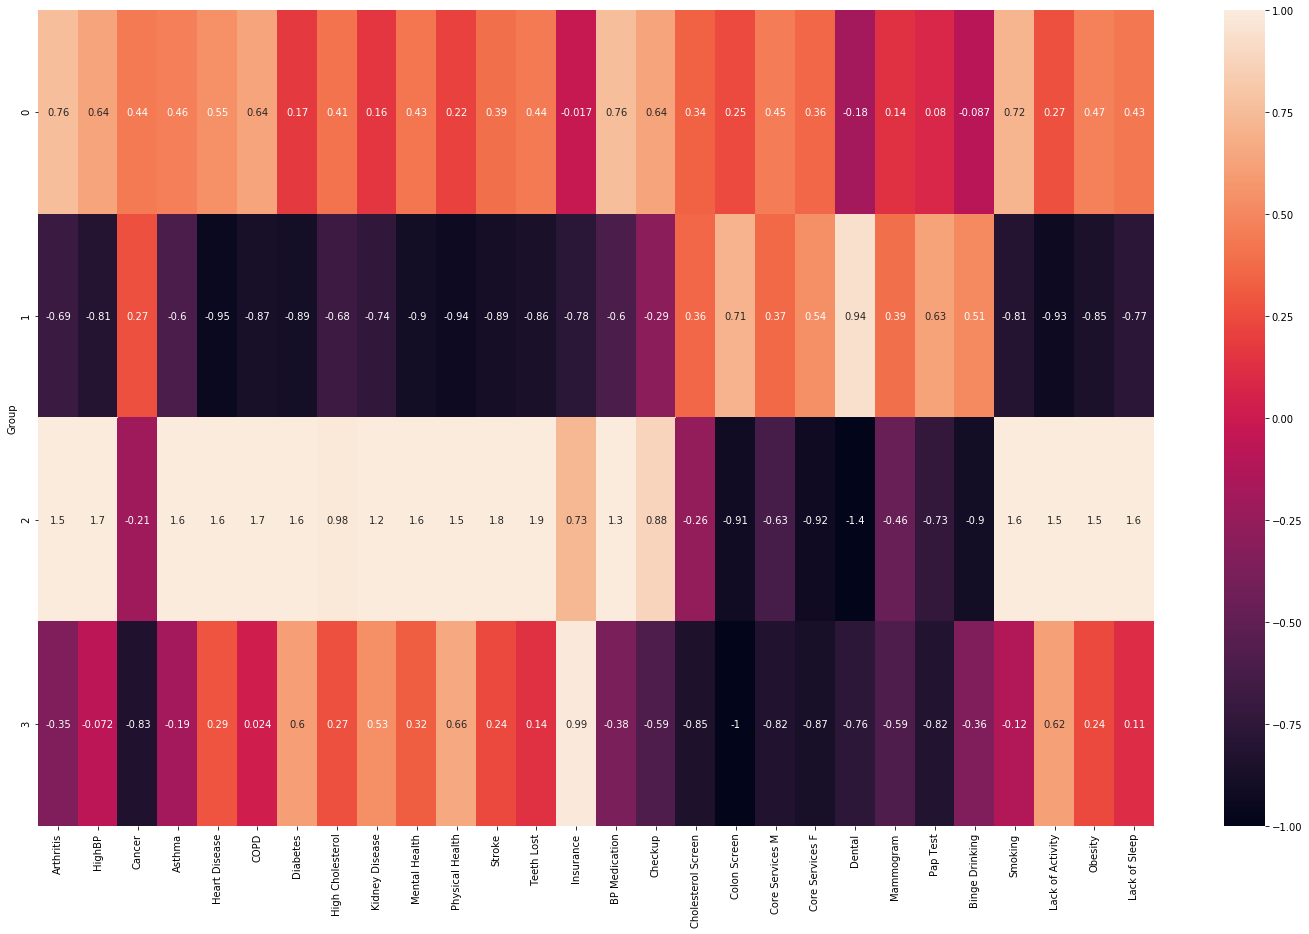 0.76 0.64 0.44 0.46 0.55 0.64 0.17 0.41 0.16 0.43 0.22 0.39 0.44 -0.017 0.76 0.64 0.34 0.25 0.45 0.36 -0.18 0.14 0.08 -0.087 0.72 0.27 0.47 0.43
-0.69 -0.81 0.27 -0.6 -0.95 -0.87 -0.89 -0.68 -0.74 -0.9 -0.94 -0.89 -0.86 -0.78 -0.6 -0.29 0.36 0.71 0.37 0.54 0.94 0.39 0.63 0.51 -0.81 -0.93 -0.85 -0.77
1.5 1.7 -0.21 1.6 1.6 1.7 1.6 0.98 1.2 1.6 1.5 1.8 1.9 0.73 1.3 0.88 -0.26 -0.91 -0.63 -0.92 -1.4 -0.46 -0.73 -0.9 1.6 1.5 1.5 1.6
-0.35 -0.072 -0.83 -0.19 0.29 0.024 0.6 0.27 0.53 0.32 0.66 0.24 0.14 0.99 -0.38 -0.59 -0.85 -1 -0.82 -0.87 -0.76 -0.59 -0.82 -0.36 -0.12 0.62 0.24 0.11
0
1
2
3
Group
Arthritis
HighBP
Cancer
Asthma
Heart Disease
COPD
Diabetes
High Cholesterol
Kidney Disease
Mental Health
Physical Health
Stroke
Teeth Lost
Insurance
BP Medication
Checkup
Cholesterol Screen
Colon Screen
Core Services M
Core Services F
Dental
Mammogram
Pap Test
Binge Drinking
Smoking
Lack of Activity
Obesity
Lack of Sleep
1.00
0.75
0.50
0.25
0.00
−0.25
−0.50
−0.75
−1.00